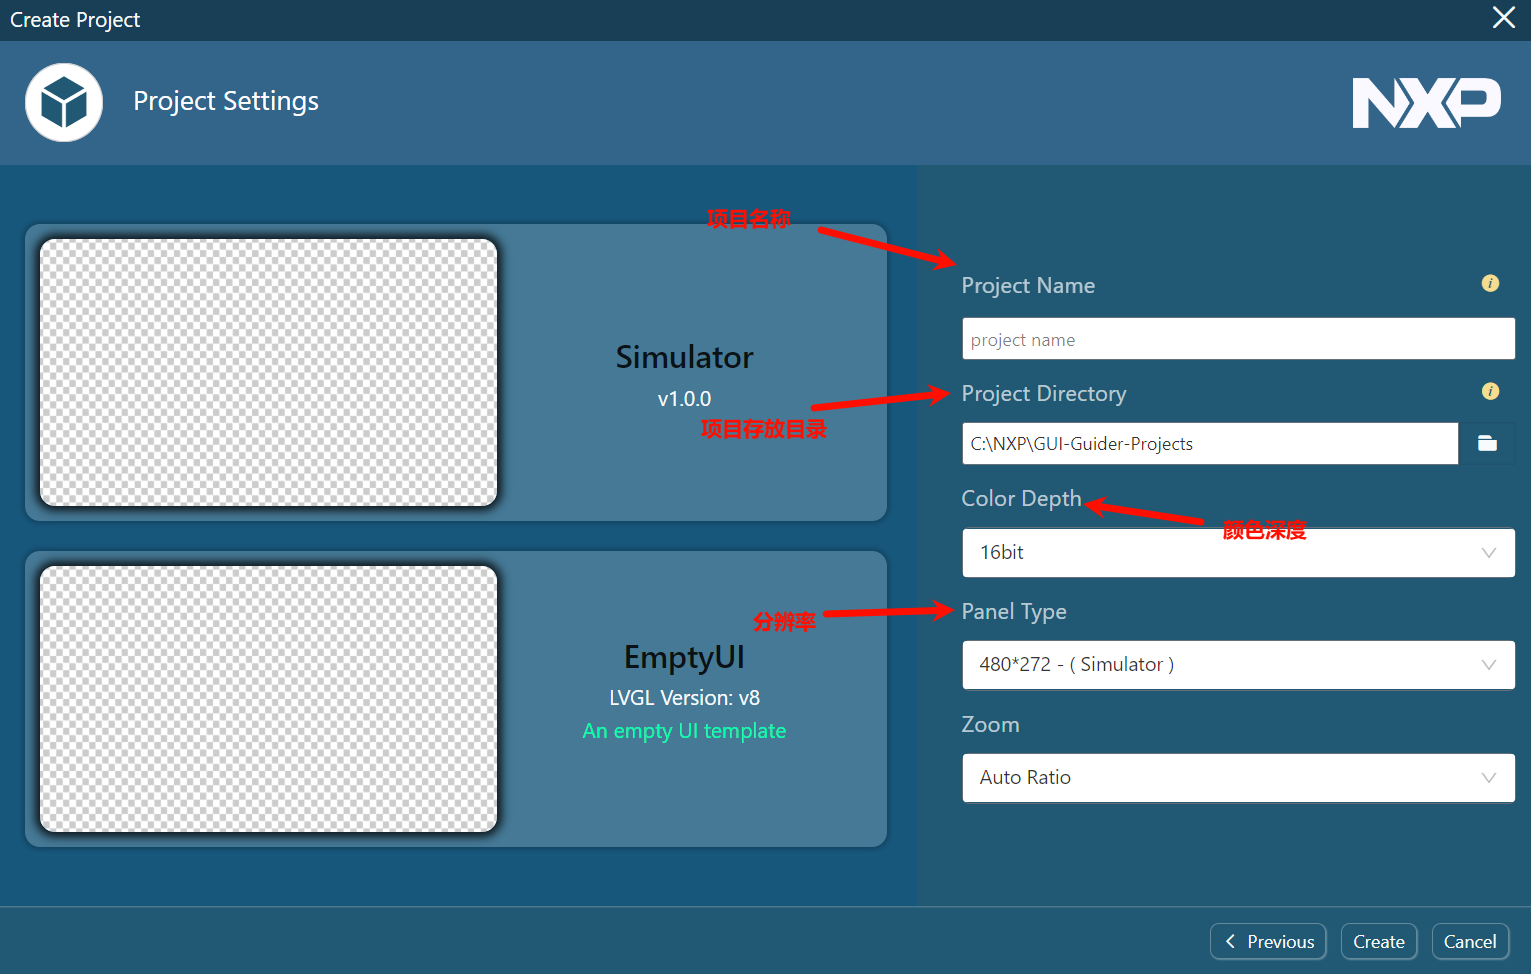 Create Project
Project Settings
NXP
项目名称
Project Name
project name
Simulator
v1.0.0
Project Directory
项目存放目录
C:\NXP\GUI-Guider-Projects
Color Depth
颜色深度
16bit
分辨率
Panel Type
480*272 - ( Simulator )
EmptyUI
LVGL Version: v8
An empty UI template
Zoom
Auto Ratio
Previous
Create
Cancel